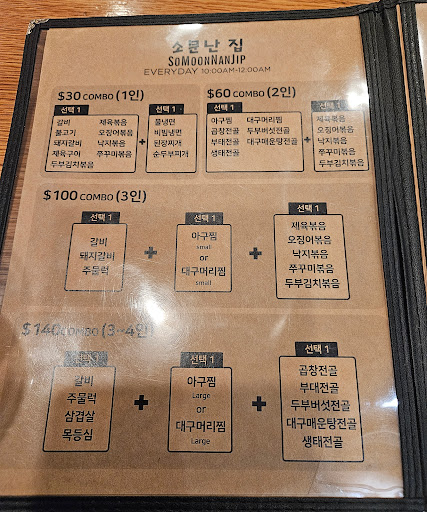 소문난 집
SOMOONNANJIP
EVERYDAY 10:00AM-12:00AM
$30 COMBO (1인)
선택 1
갈비 제육볶음
불고기 오징어볶음
돼지갈비 낙지볶음
제육구이 쭈꾸미볶음
두부김치볶음
+
선택 1
물냉면
비빔냉면
된장찌개
순두부찌개
$60 COMBO (2인)
선택 1
아구찜 대구머리찜
곱창전골 두부버섯전골
부대전골 대구매운탕전골
생태전골
+
선택 1
제육볶음
오징어볶음
낙지볶음
쭈꾸미볶음
두부김치볶음
$100 COMBO (3인)
선택 1
갈비
돼지갈비
주물럭
+
선택 1
아구찜
small
or
대구머리찜
small
+
선택 1
제육볶음
오징어볶음
낙지볶음
쭈꾸미볶음
두부김치볶음
$140 COMBO (3~4인)
선택 1
갈비
주물럭
삼겹살
목등심
+
선택 1
아구찜
Large
or
대구머리찜
Large
+
선택 1
곱창전골
부대전골
두부버섯전골
대구매운탕전골
생태전골